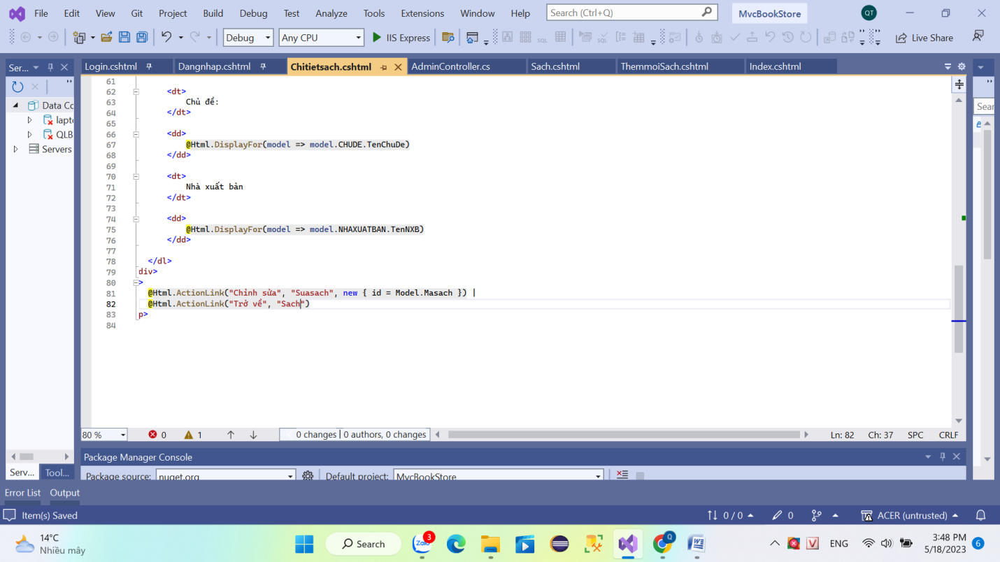 File Edit View Git Project Build Debug Test Analyze Tools Extensions Window Help Search (Ctrl+Q) MvcBookStore QT
Debug Any CPU IIS Express Live Share
Ser... Login.cshtml Dangnhap.cshtml Chitietsach.cshtml AdminController.cs Sach.cshtml ThemmoiSach.cshtml Index.cshtml
Data Co
lapto
QLB
Servers
Sear
61
62 <dt>
63 Chủ đề:
64 </dt>
65
66 <dd>
67 @Html.DisplayFor(model => model.CHUDE.TenChuDe)
68 </dd>
69
70 <dt>
71 Nhà xuất bản
72 </dt>
73
74 <dd>
75 @Html.DisplayFor(model => model.NHAXUATBAN.TenNXB)
76 </dd>
77
78 </dl>
79 div>
80 >
81 @Html.ActionLink("Chỉnh sửa", "Suasach", new { id = Model.Masach }) |
82 @Html.ActionLink("Trở về", "Sach")
83 p>
84
80 % 0 1 0 changes | 0 authors, 0 changes Ln: 82 Ch: 37 SPC CRLF
Package Manager Console
Serv... Tool... Package source: nuget.org Default project: MvcBookStore
Error List Output
Item(s) Saved 0 / 0 0 ACER (untrusted)
14°C
Nhiều mây
Search
Zalo 3
Q
ENG
3:48 PM
5/18/2023
6